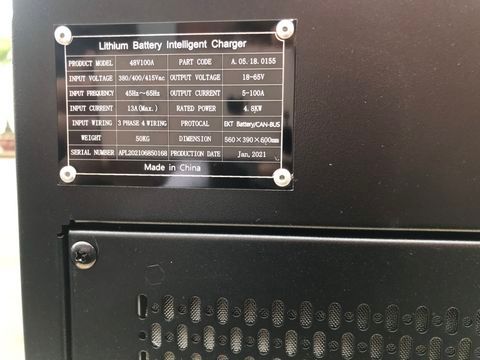 Lithium Battery Intelligent Charger
PRODUCT MODEL 48V100A PART CODE A.05.18.0155
INPUT VOLTAGE 380/400/415Vac OUTPUT VOLTAGE 18-65V
INPUT FREQUENCY 45Hz~65Hz OUTPUT CURRENT 5-100A
INPUT CURRENT 13A(Max.) RATED POWER 4.8KW
INPUT WIRING 3 PHASE 4 WIRING PROTOCAL EKT Battery/CAN-BUS
WEIGHT 50KG DIMENSION 560×390×600mm
SERIAL NUMBER APL202106850168 PRODUCTION DATE Jan, 2021
Made in China